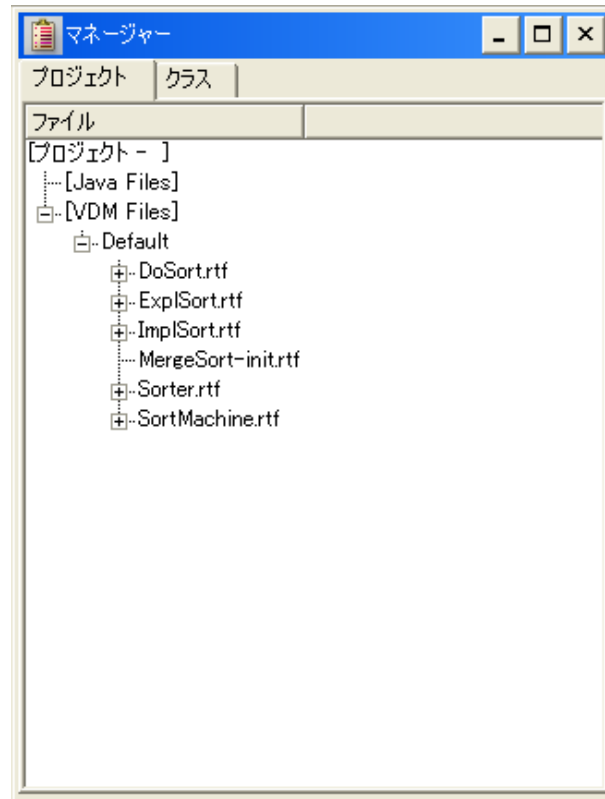 マネージャー
プロジェクト クラス
ファイル
[プロジェクト - ]
[Java Files]
[VDM Files]
Default
DoSort.rtf
ExplSort.rtf
ImplSort.rtf
MergeSort-init.rtf
Sorter.rtf
SortMachine.rtf